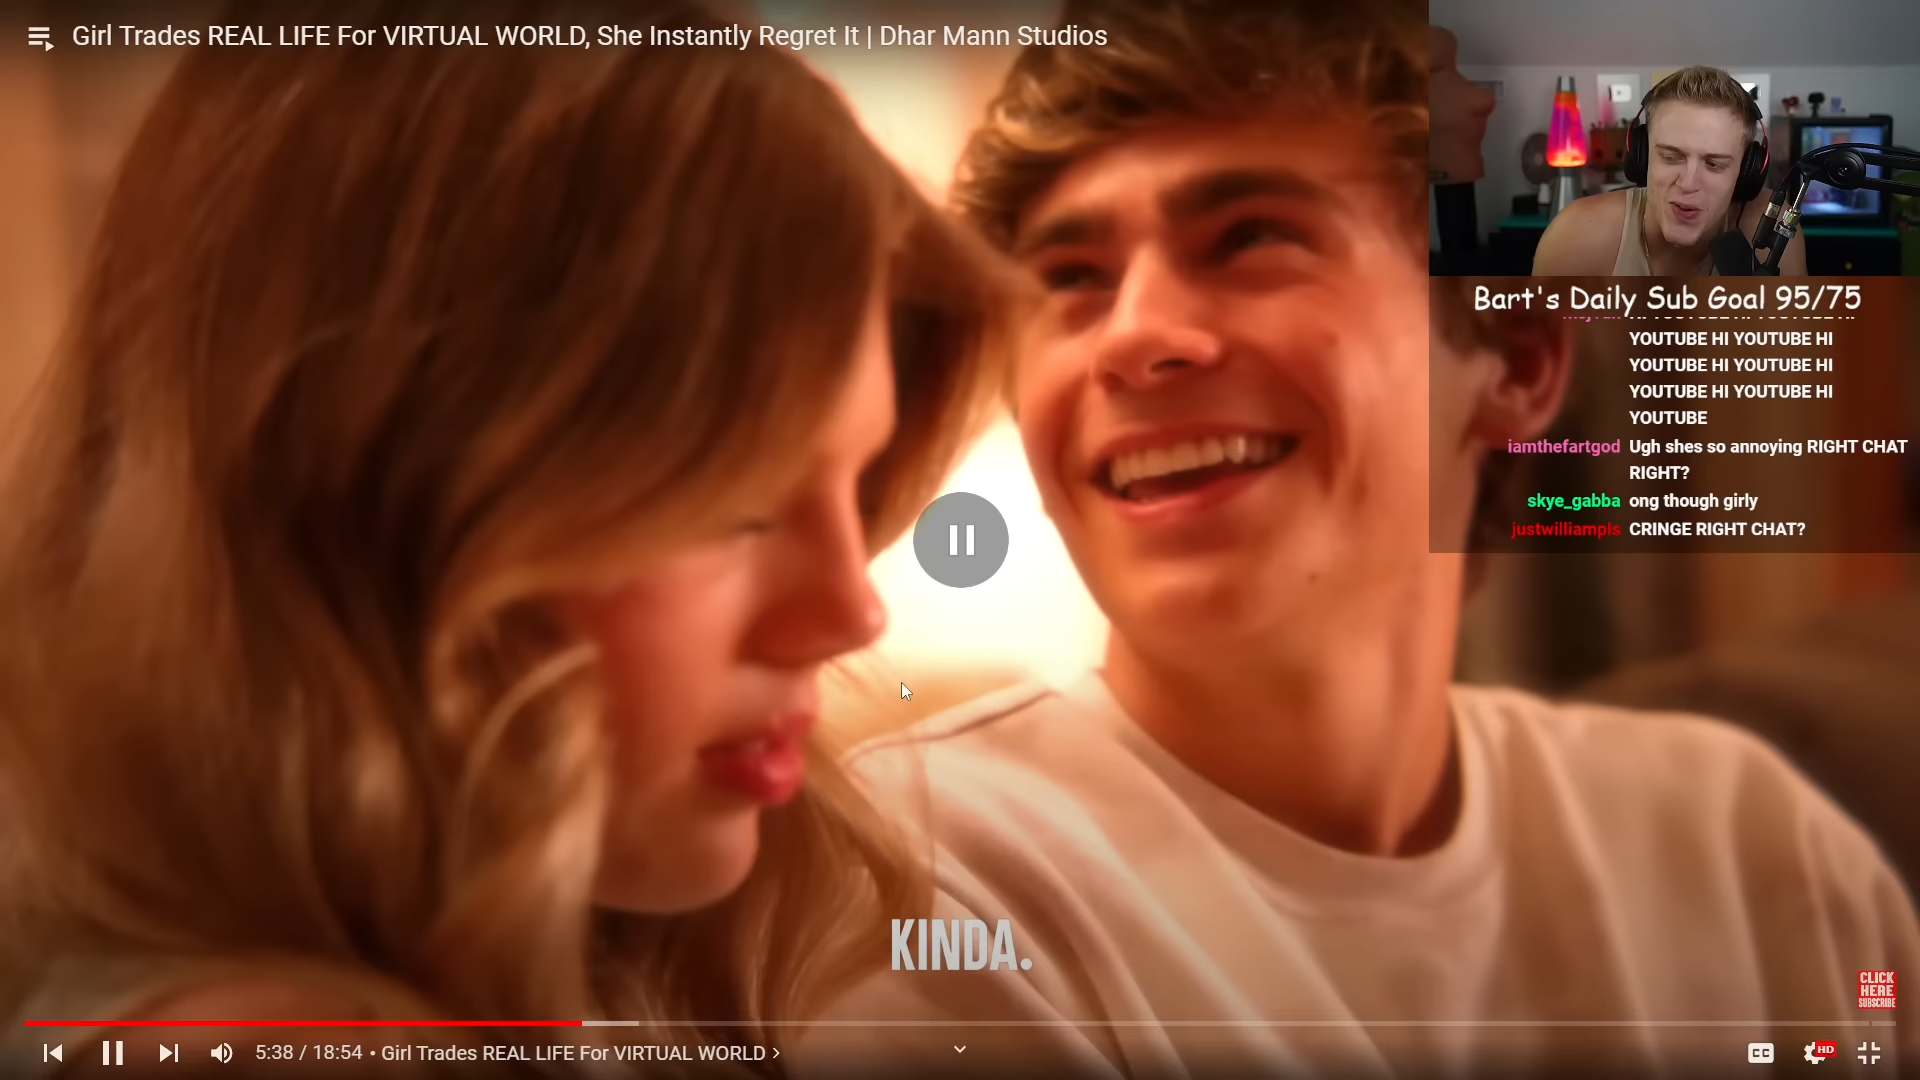 Girl Trades REAL LIFE For VIRTUAL WORLD, She Instantly Regret It | Dhar Mann Studios
Bart's Daily Sub Goal 95/75
YOUTUBE HI YOUTUBE HI
YOUTUBE HI YOUTUBE HI
YOUTUBE HI YOUTUBE HI
YOUTUBE
iamthefartgod Ugh shes so annoying RIGHT CHAT
RIGHT?
skye_gabba ong though girly
justwilliampls CRINGE RIGHT CHAT?
KINDA.
CLICK
HERE
SUBSCRIBE
5:38 / 18:54 • Girl Trades REAL LIFE For VIRTUAL WORLD >
CC
HD